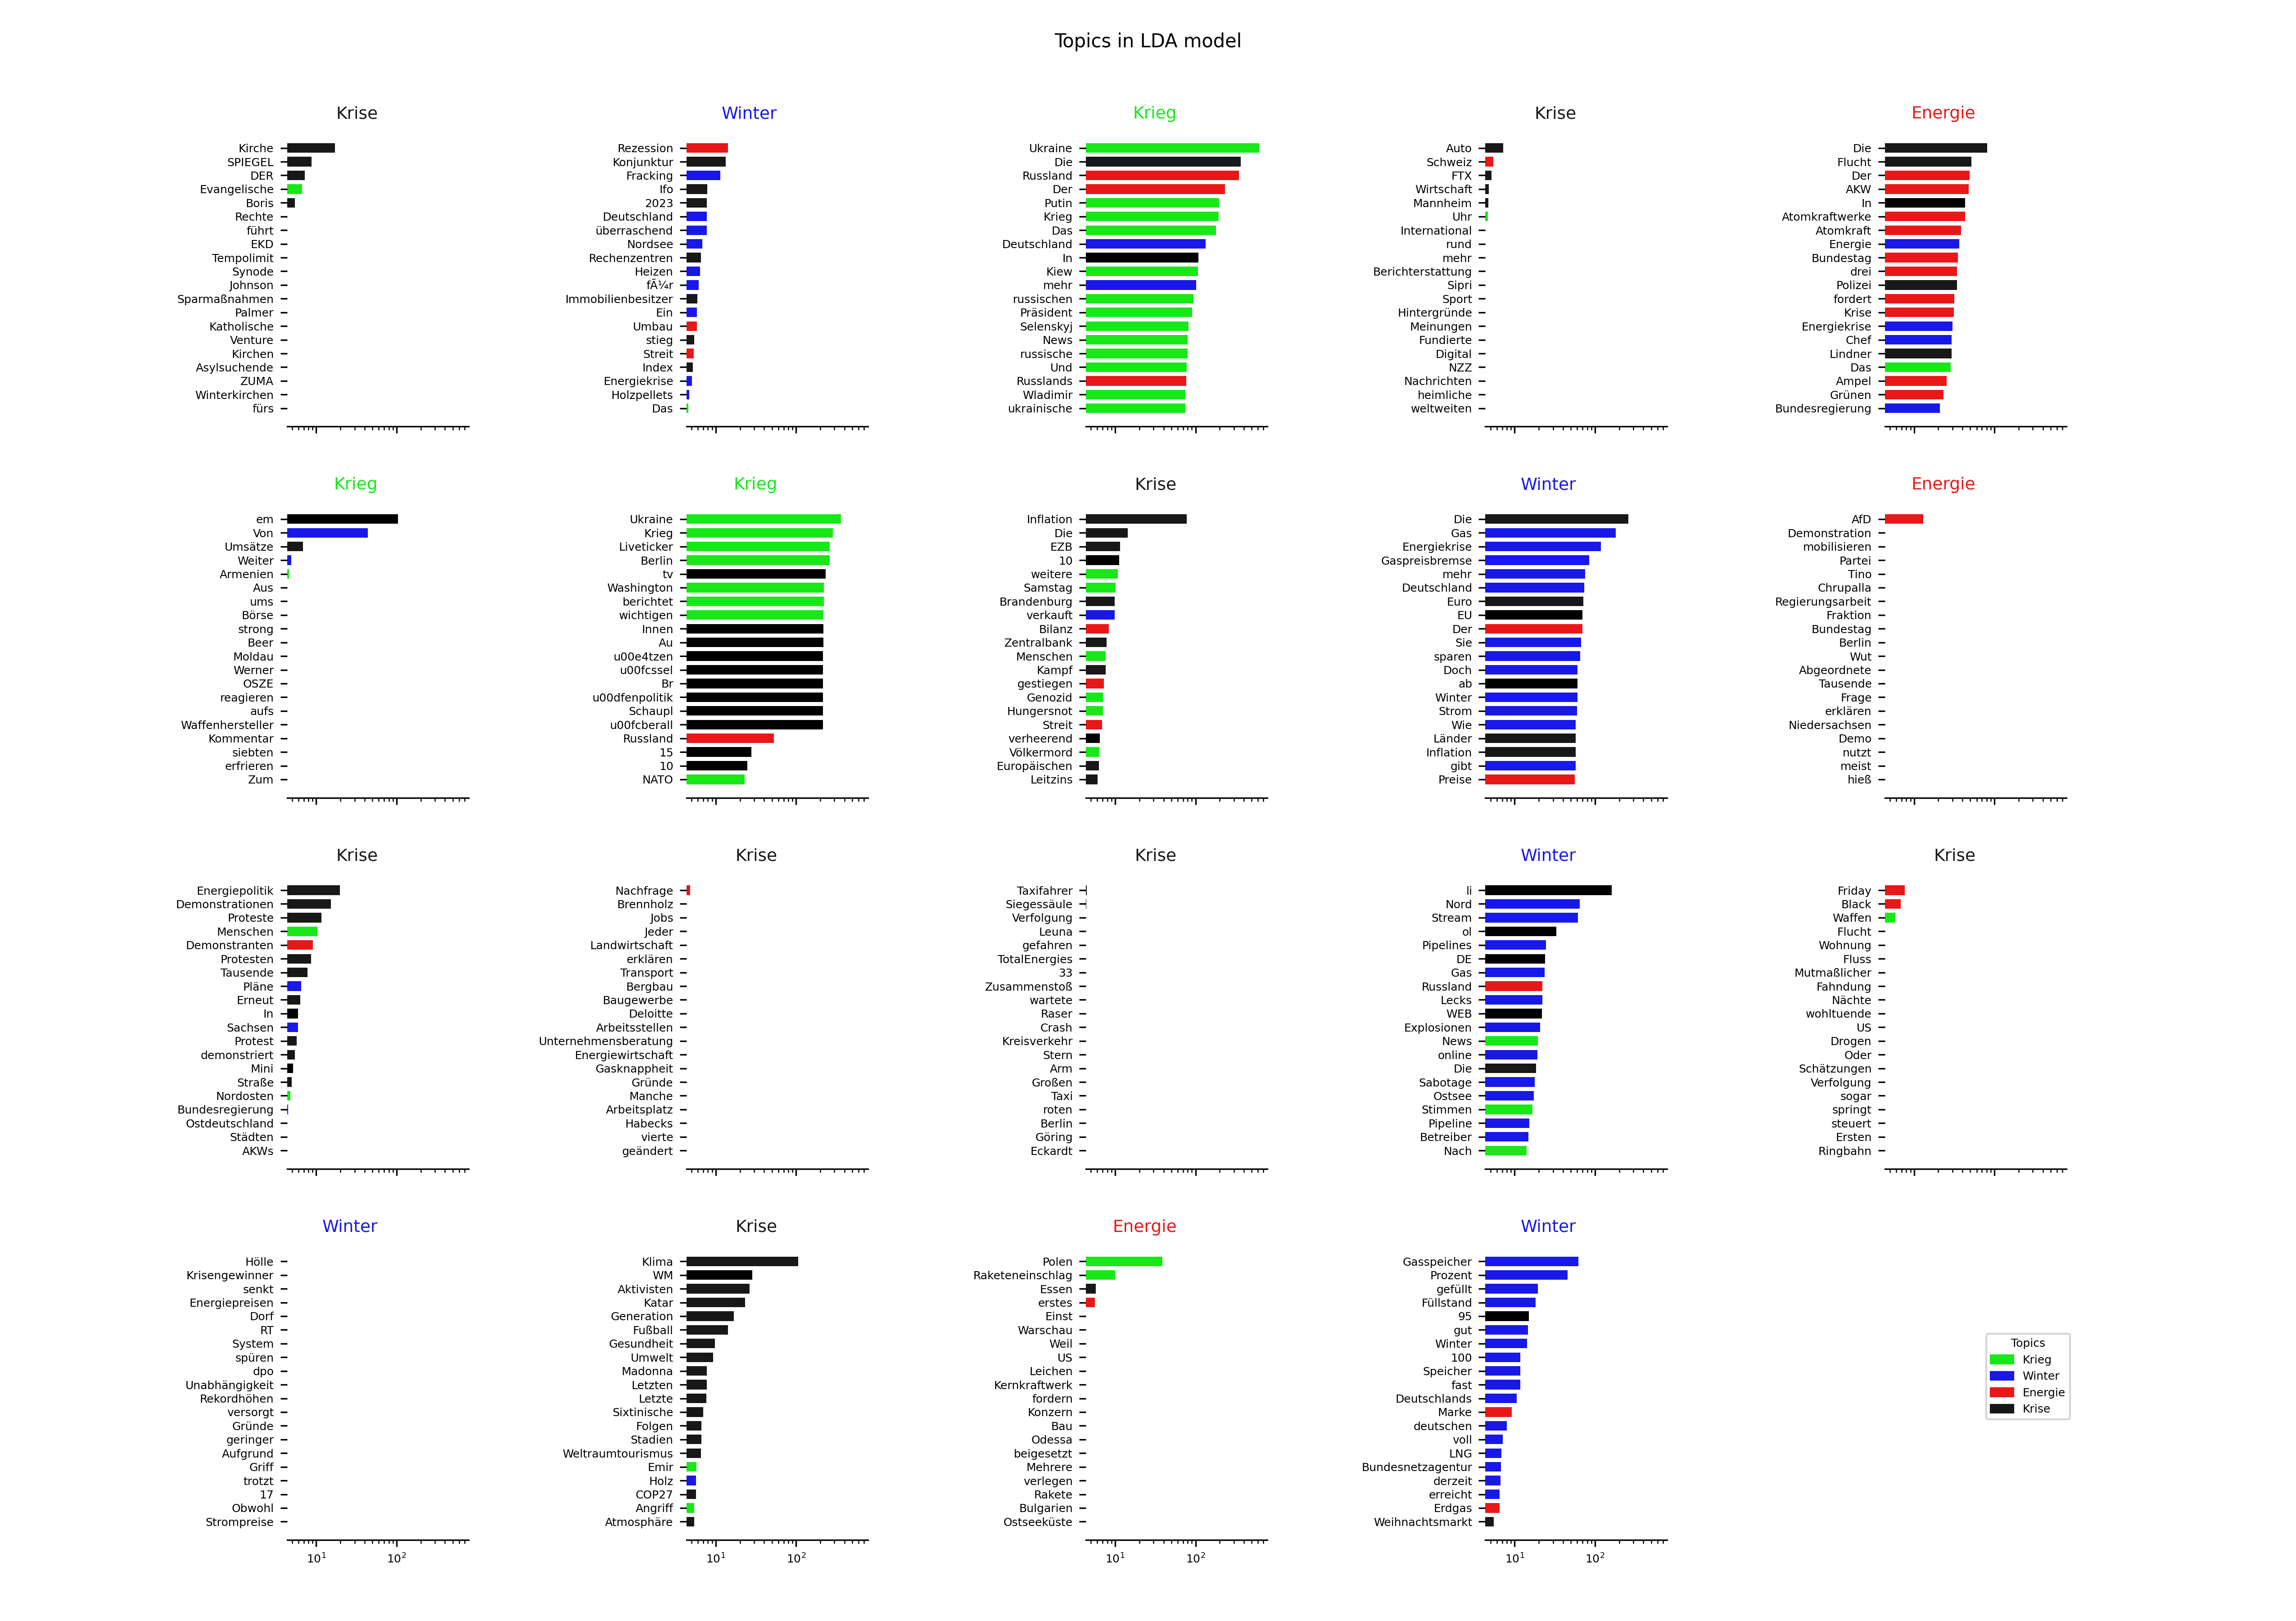 Topics in LDA model
Krise
Kirche
SPIEGEL
DER
Evangelische
Boris
Rechte
führt
EKD
Tempolimit
Synode
Johnson
Sparmaßnahmen
Palmer
Katholische
Venture
Kirchen
Asylsuchende
ZUMA
Winterkirchen
fürs
Winter
Rezession
Konjunktur
Fracking
Ifo
2023
Deutschland
überraschend
Nordsee
Rechenzentren
Heizen
fÃ¼r
Immobilienbesitzer
Ein
Umbau
stieg
Streit
Index
Energiekrise
Holzpellets
Das
Krieg
Ukraine
Die
Russland
Der
Putin
Krieg
Das
Deutschland
In
Kiew
mehr
russischen
Präsident
Selenskyj
News
russische
Und
Russlands
Wladimir
ukrainische
Krise
Auto
Schweiz
FTX
Wirtschaft
Mannheim
Uhr
International
rund
mehr
Berichterstattung
Sipri
Sport
Hintergründe
Meinungen
Fundierte
Digital
NZZ
Nachrichten
heimliche
weltweiten
Energie
Die
Flucht
Der
AKW
In
Atomkraftwerke
Atomkraft
Energie
Bundestag
drei
Polizei
fordert
Krise
Energiekrise
Chef
Lindner
Das
Ampel
Grünen
Bundesregierung
Krieg
em
Von
Umsätze
Weiter
Armenien
Aus
ums
Börse
strong
Beer
Moldau
Werner
OSZE
reagieren
aufs
Waffenhersteller
Kommentar
siebten
erfrieren
Zum
Krieg
Ukraine
Krieg
Liveticker
Berlin
tv
Washington
berichtet
wichtigen
Innen
Au
u00e4tzen
u00fcssel
Br
u00dfenpolitik
Schaupl
u00fcberall
Russland
15
10
NATO
Krise
Inflation
Die
EZB
10
weitere
Samstag
Brandenburg
verkauft
Bilanz
Zentralbank
Menschen
Kampf
gestiegen
Genozid
Hungersnot
Streit
verheerend
Völkermord
Europäischen
Leitzins
Winter
Die
Gas
Energiekrise
Gaspreisbremse
mehr
Deutschland
Euro
EU
Der
Sie
sparen
Doch
ab
Winter
Strom
Wie
Länder
Inflation
gibt
Preise
Energie
AfD
Demonstration
mobilisieren
Partei
Tino
Chrupalla
Regierungsarbeit
Fraktion
Bundestag
Berlin
Wut
Abgeordnete
Tausende
Frage
erklären
Niedersachsen
Demo
nutzt
meist
hieß
Krise
Energiepolitik
Demonstrationen
Proteste
Menschen
Demonstranten
Protesten
Tausende
Pläne
Erneut
In
Sachsen
Protest
demonstriert
Mini
Straße
Nordosten
Bundesregierung
Ostdeutschland
Städten
AKWs
Krise
Nachfrage
Brennholz
Jobs
Jeder
Landwirtschaft
erklären
Transport
Bergbau
Baugewerbe
Deloitte
Arbeitsstellen
Unternehmensberatung
Energiewirtschaft
Gasknappheit
Gründe
Manche
Arbeitsplatz
Habecks
vierte
geändert
Krise
Taxifahrer
Siegessäule
Verfolgung
Leuna
gefahren
TotalEnergies
33
Zusammenstoß
wartete
Raser
Crash
Kreisverkehr
Stern
Arm
Großen
Taxi
roten
Berlin
Göring
Eckardt
Winter
li
Nord
Stream
ol
Pipelines
DE
Gas
Russland
Lecks
WEB
Explosionen
News
online
Die
Sabotage
Ostsee
Stimmen
Pipeline
Betreiber
Nach
Krise
Friday
Black
Waffen
Flucht
Wohnung
Fluss
Mutmaßlicher
Fahndung
Nächte
wohltuende
US
Drogen
Oder
Schätzungen
Verfolgung
sogar
springt
steuert
Ersten
Ringbahn
Winter
Hölle
Krisengewinner
senkt
Energiepreisen
Dorf
RT
System
spüren
dpo
Unabhängigkeit
Rekordhöhen
versorgt
Gründe
geringer
Aufgrund
Griff
trotzt
17
Obwohl
Strompreise
10¹ 10²
Krise
Klima
WM
Aktivisten
Katar
Generation
Fußball
Gesundheit
Umwelt
Madonna
Letzten
Letzte
Sixtinische
Folgen
Stadien
Weltraumtourismus
Emir
Holz
COP27
Angriff
Atmosphäre
10¹ 10²
Energie
Polen
Raketeneinschlag
Essen
erstes
Einst
Warschau
Weil
US
Leichen
Kernkraftwerk
fordern
Konzern
Bau
Odessa
beigesetzt
Mehrere
verlegen
Rakete
Bulgarien
Ostseeküste
10¹ 10²
Winter
Gasspeicher
Prozent
gefüllt
Füllstand
95
gut
Winter
100
Speicher
fast
Deutschlands
Marke
deutschen
voll
LNG
Bundesnetzagentur
derzeit
erreicht
Erdgas
Weihnachtsmarkt
10¹ 10²
Topics
Krieg
Winter
Energie
Krise